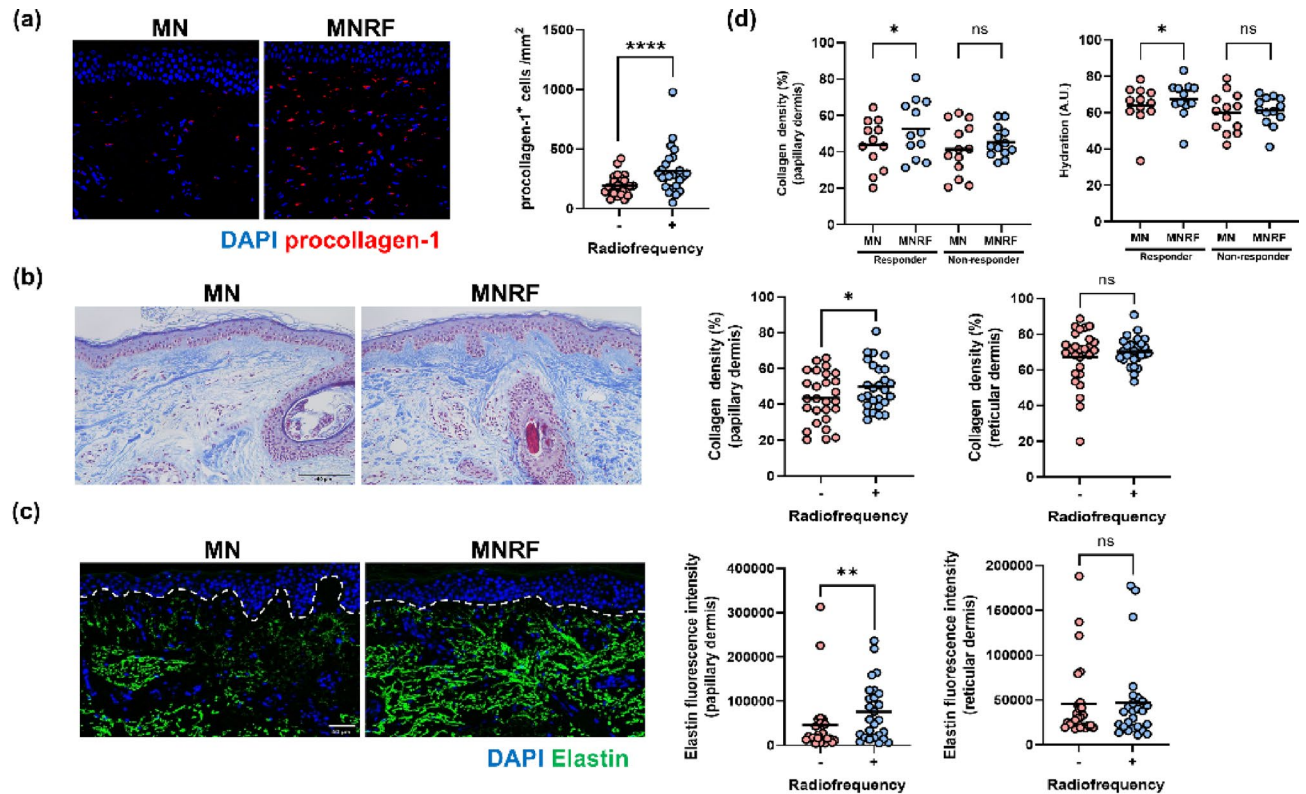 (a)
MN
MNRF
DAPI procollagen-1
procollagen-1+ cells /mm²
1500
1000
500
0
****
-
+
Radiofrequency
(d)
Collagen density (%)
(papillary dermis)
100
80
60
40
20
0
*
ns
MN
MNRF
MN
MNRF
Responder
Non-responder
Hydration (A.U.)
100
80
60
40
20
0
*
ns
MN
MNRF
MN
MNRF
Responder
Non-responder
(b)
MN
MNRF
Collagen density (%)
(papillary dermis)
100
80
60
40
20
0
*
-
+
Radiofrequency
Collagen density (%)
(reticular dermis)
100
80
60
40
20
0
ns
-
+
Radiofrequency
(c)
MN
MNRF
DAPI Elastin
Elastin fluorescence intensity
(papillary dermis)
400000
300000
200000
100000
0
**
-
+
Radiofrequency
Elastin fluorescence intensity
(reticular dermis)
200000
150000
100000
50000
0
ns
-
+
Radiofrequency